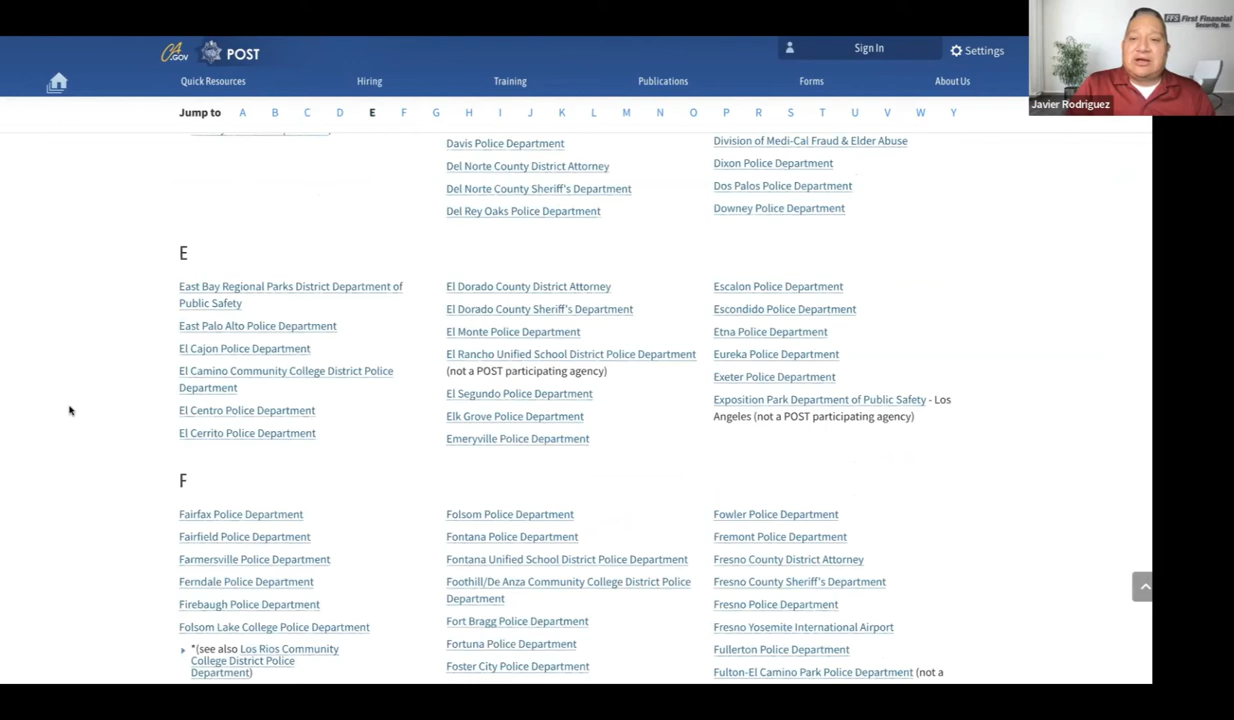 CA.GOV POST
Sign In
Settings
FFS First Financial
Security, Inc.
Quick Resources Hiring Training Publications Forms About Us
Javier Rodriguez
Jump to A B C D E F G H I J K L M N O P R S T U V W Y
Davis Police Department
Del Norte County District Attorney
Del Norte County Sheriff's Department
Del Rey Oaks Police Department
Division of Medi-Cal Fraud & Elder Abuse
Dixon Police Department
Dos Palos Police Department
Downey Police Department
E
East Bay Regional Parks District Department of
Public Safety
East Palo Alto Police Department
El Cajon Police Department
El Camino Community College District Police
Department
El Centro Police Department
El Cerrito Police Department
El Dorado County District Attorney
El Dorado County Sheriff's Department
El Monte Police Department
El Rancho Unified School District Police Department
(not a POST participating agency)
El Segundo Police Department
Elk Grove Police Department
Emeryville Police Department
Escalon Police Department
Escondido Police Department
Etna Police Department
Eureka Police Department
Exeter Police Department
Exposition Park Department of Public Safety - Los
Angeles (not a POST participating agency)
F
Fairfax Police Department
Fairfield Police Department
Farmersville Police Department
Ferndale Police Department
Firebaugh Police Department
Folsom Lake College Police Department
*(see also Los Rios Community
College District Police
Department)
Folsom Police Department
Fontana Police Department
Fontana Unified School District Police Department
Foothill/De Anza Community College District Police
Department
Fort Bragg Police Department
Fortuna Police Department
Foster City Police Department
Fowler Police Department
Fremont Police Department
Fresno County District Attorney
Fresno County Sheriff's Department
Fresno Police Department
Fresno Yosemite International Airport
Fullerton Police Department
Fulton-El Camino Park Police Department (not a